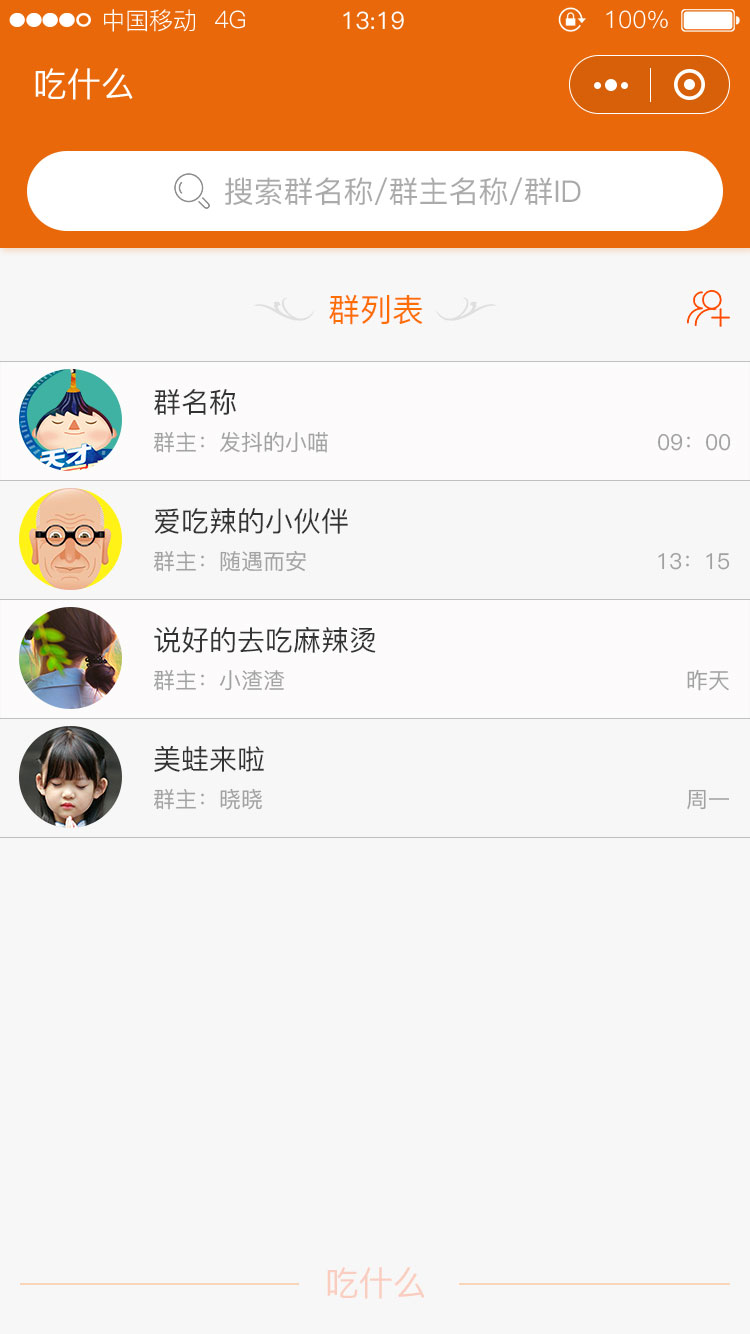 中国移动 4G 13:19 100%
吃什么
搜索群名称/群主名称/群ID
群列表
群名称
群主：发抖的小喵 09：00
天才
爱吃辣的小伙伴
群主：随遇而安 13：15
说好的去吃麻辣烫
群主：小渣渣 昨天
美蛙来啦
群主：晓晓 周一
吃什么